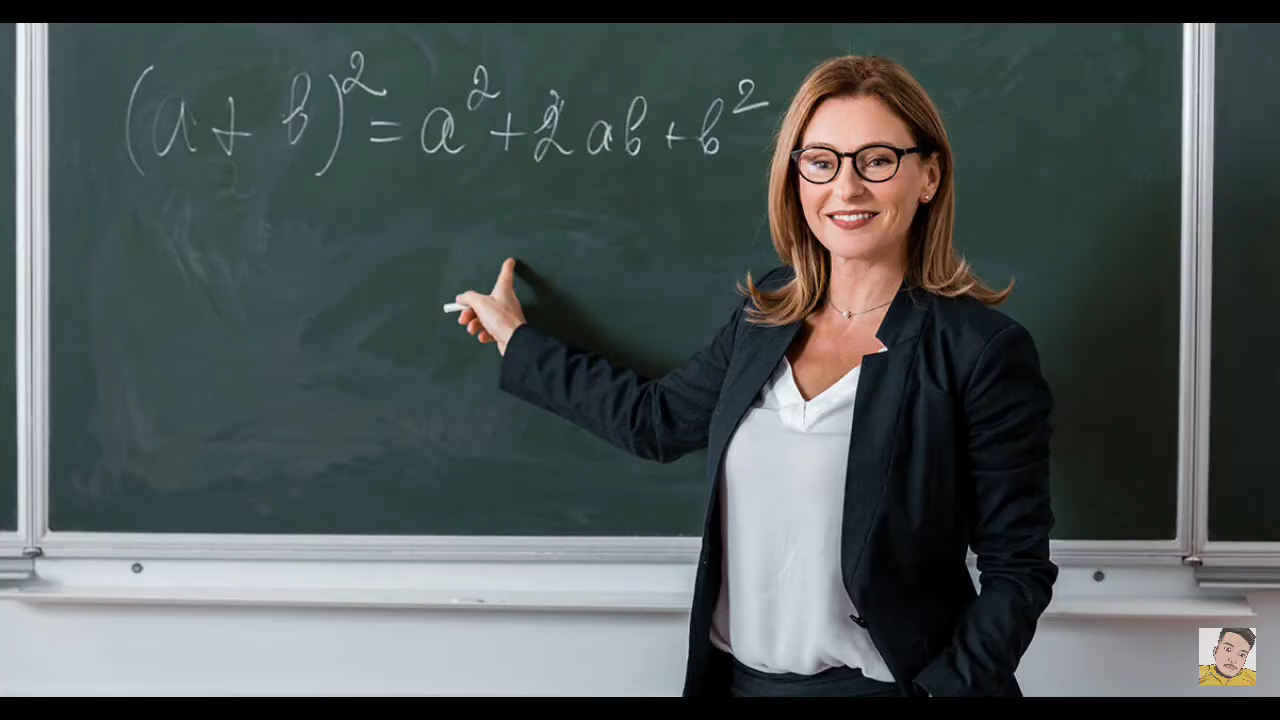 (a + b)² = a² + 2ab + b²